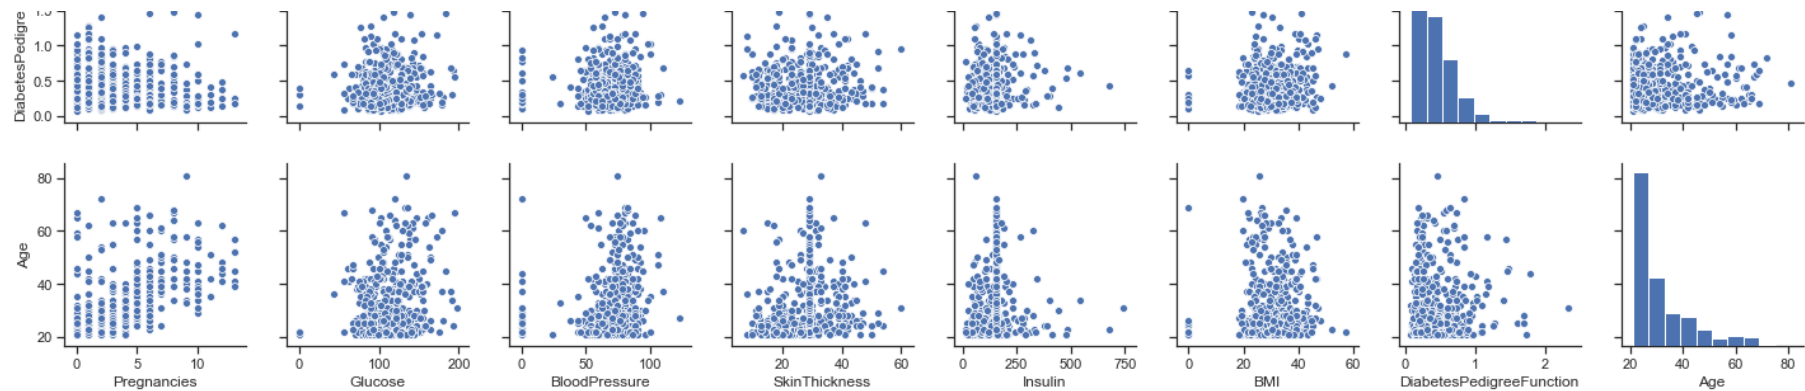 DiabetesPedigre
1.5
1.0
0.5
0.0
Age
80
60
40
20
0 5 10
0 100 200
0 50 100
20 40 60
0 250 500 750
0 20 40 60
0 1 2
20 40 60 80
Pregnancies
Glucose
BloodPressure
SkinThickness
Insulin
BMI
DiabetesPedigreeFunction
Age